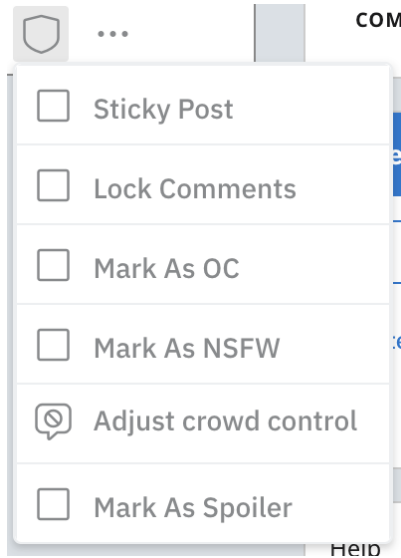 COM
Sticky Post
Lock Comments
Mark As OC
Mark As NSFW
Adjust crowd control
Mark As Spoiler
Help